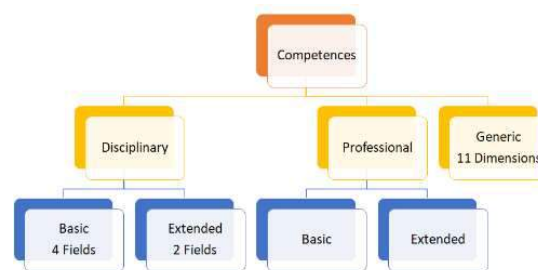 Competences
Disciplinary
Professional
Generic
11 Dimensions
Basic
4 Fields
Extended
2 Fields
Basic
Extended